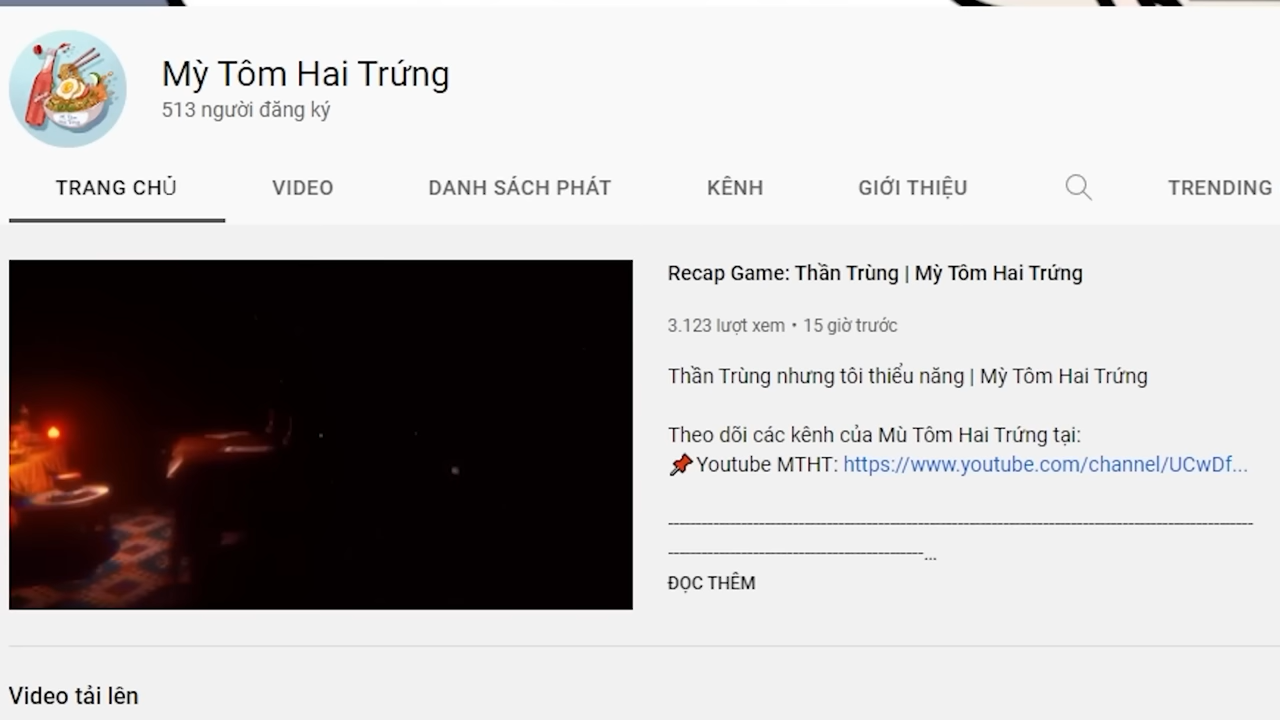 Mỳ Tôm Hai Trứng
513 người đăng ký
TRANG CHỦ
VIDEO
DANH SÁCH PHÁT
KÊNH
GIỚI THIỆU
TRENDING
Recap Game: Thần Trùng | Mỳ Tôm Hai Trứng
3.123 lượt xem • 15 giờ trước
Thần Trùng nhưng tôi thiểu năng | Mỳ Tôm Hai Trứng
Theo dõi các kênh của Mù Tôm Hai Trứng tại:
📌Youtube MTHT: https://www.youtube.com/channel/UCwDf...
ĐỌC THÊM
Video tải lên